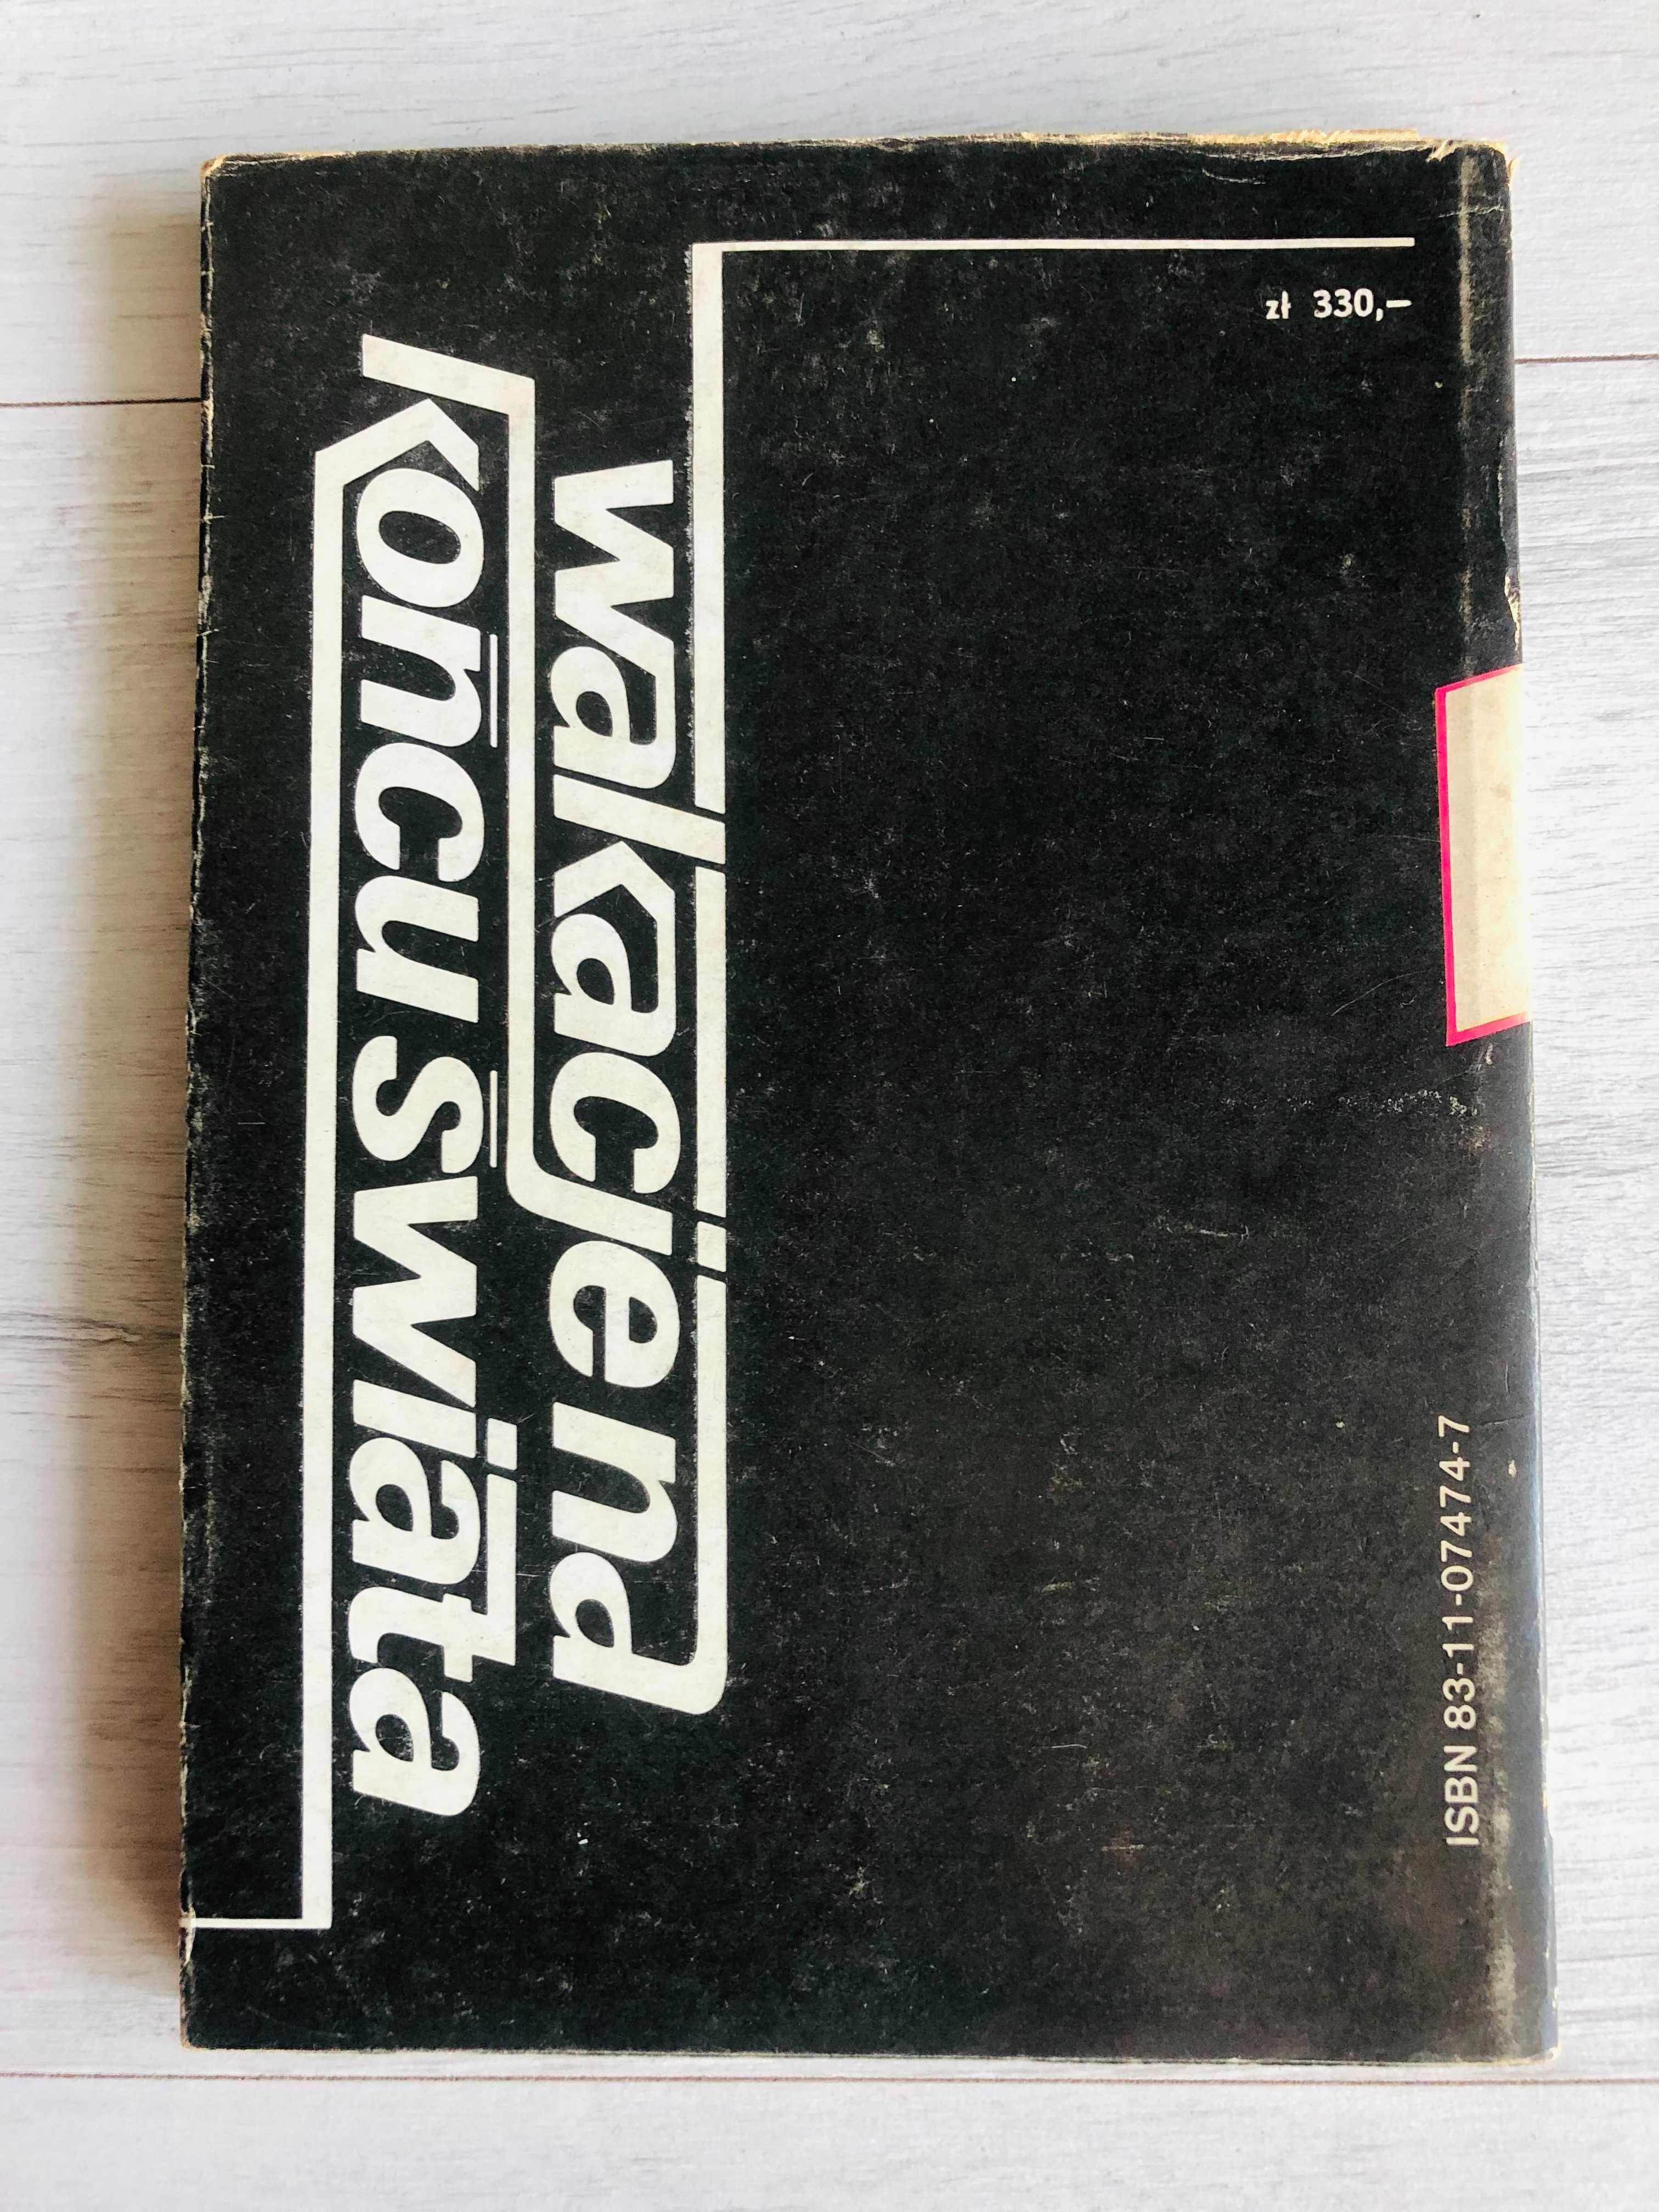 zł 330,—
wakacje na
końcu świata
ISBN 83-11-07474-7